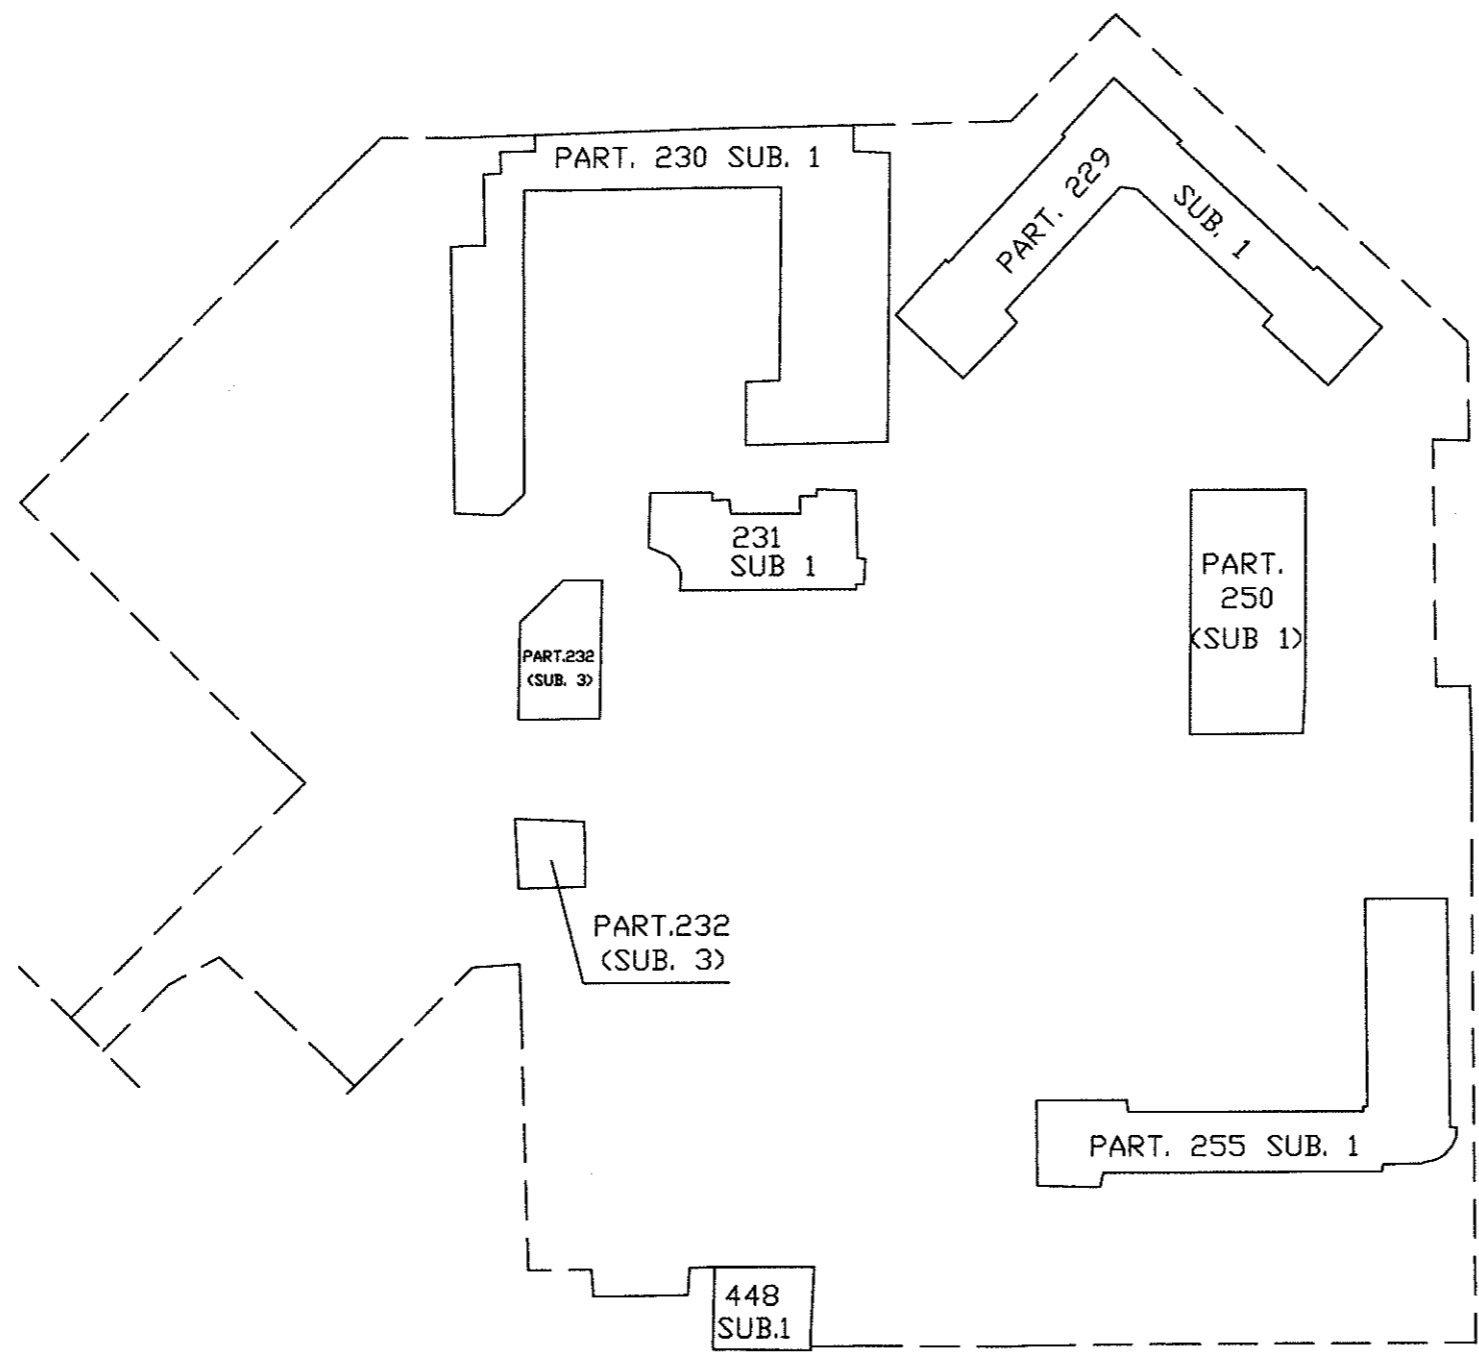 PART. 230 SUB. 1
PART. 229
SUB. 1
231
SUB 1
PART.
250
(SUB 1)
PART.232
(SUB. 3)
PART.232
(SUB. 3)
PART. 255 SUB. 1
448
SUB.1